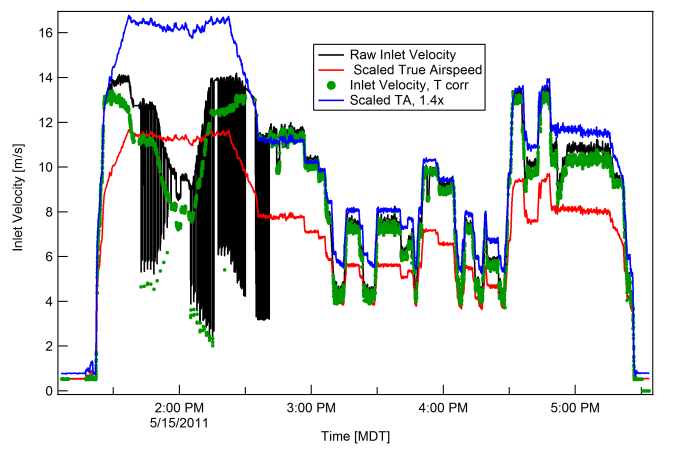 16
14
12
10
8
6
4
2
0
Inlet Velocity [m/s]
Raw Inlet Velocity
Scaled True Airspeed
Inlet Velocity, T corr
Scaled TA, 1.4x
2:00 PM
3:00 PM
4:00 PM
5:00 PM
5/15/2011
Time [MDT]